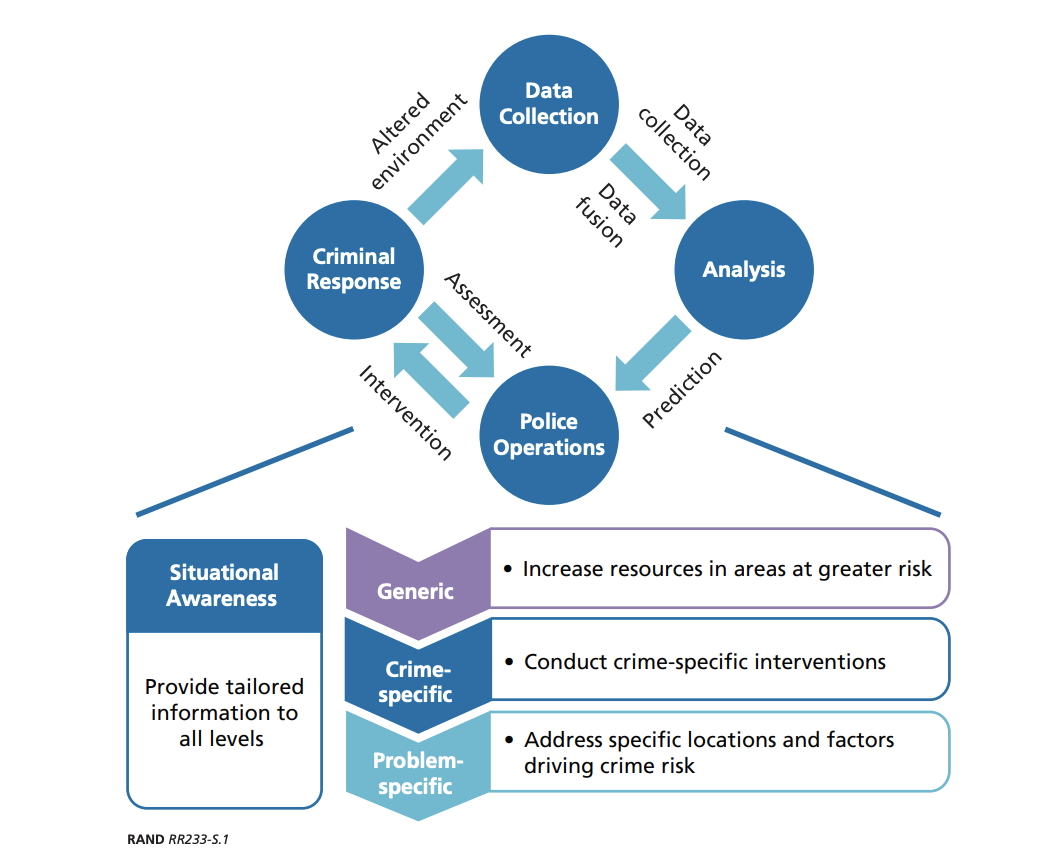 Data
Collection
Altered
environment
Data
collection
Data
fusion
Criminal
Response
Analysis
Assessment
Intervention
Prediction
Police
Operations
Situational
Awareness
Provide tailored
information to
all levels
Generic
• Increase resources in areas at greater risk
Crime-
specific
• Conduct crime-specific interventions
Problem-
specific
• Address specific locations and factors
driving crime risk
RAND RR233-S.1